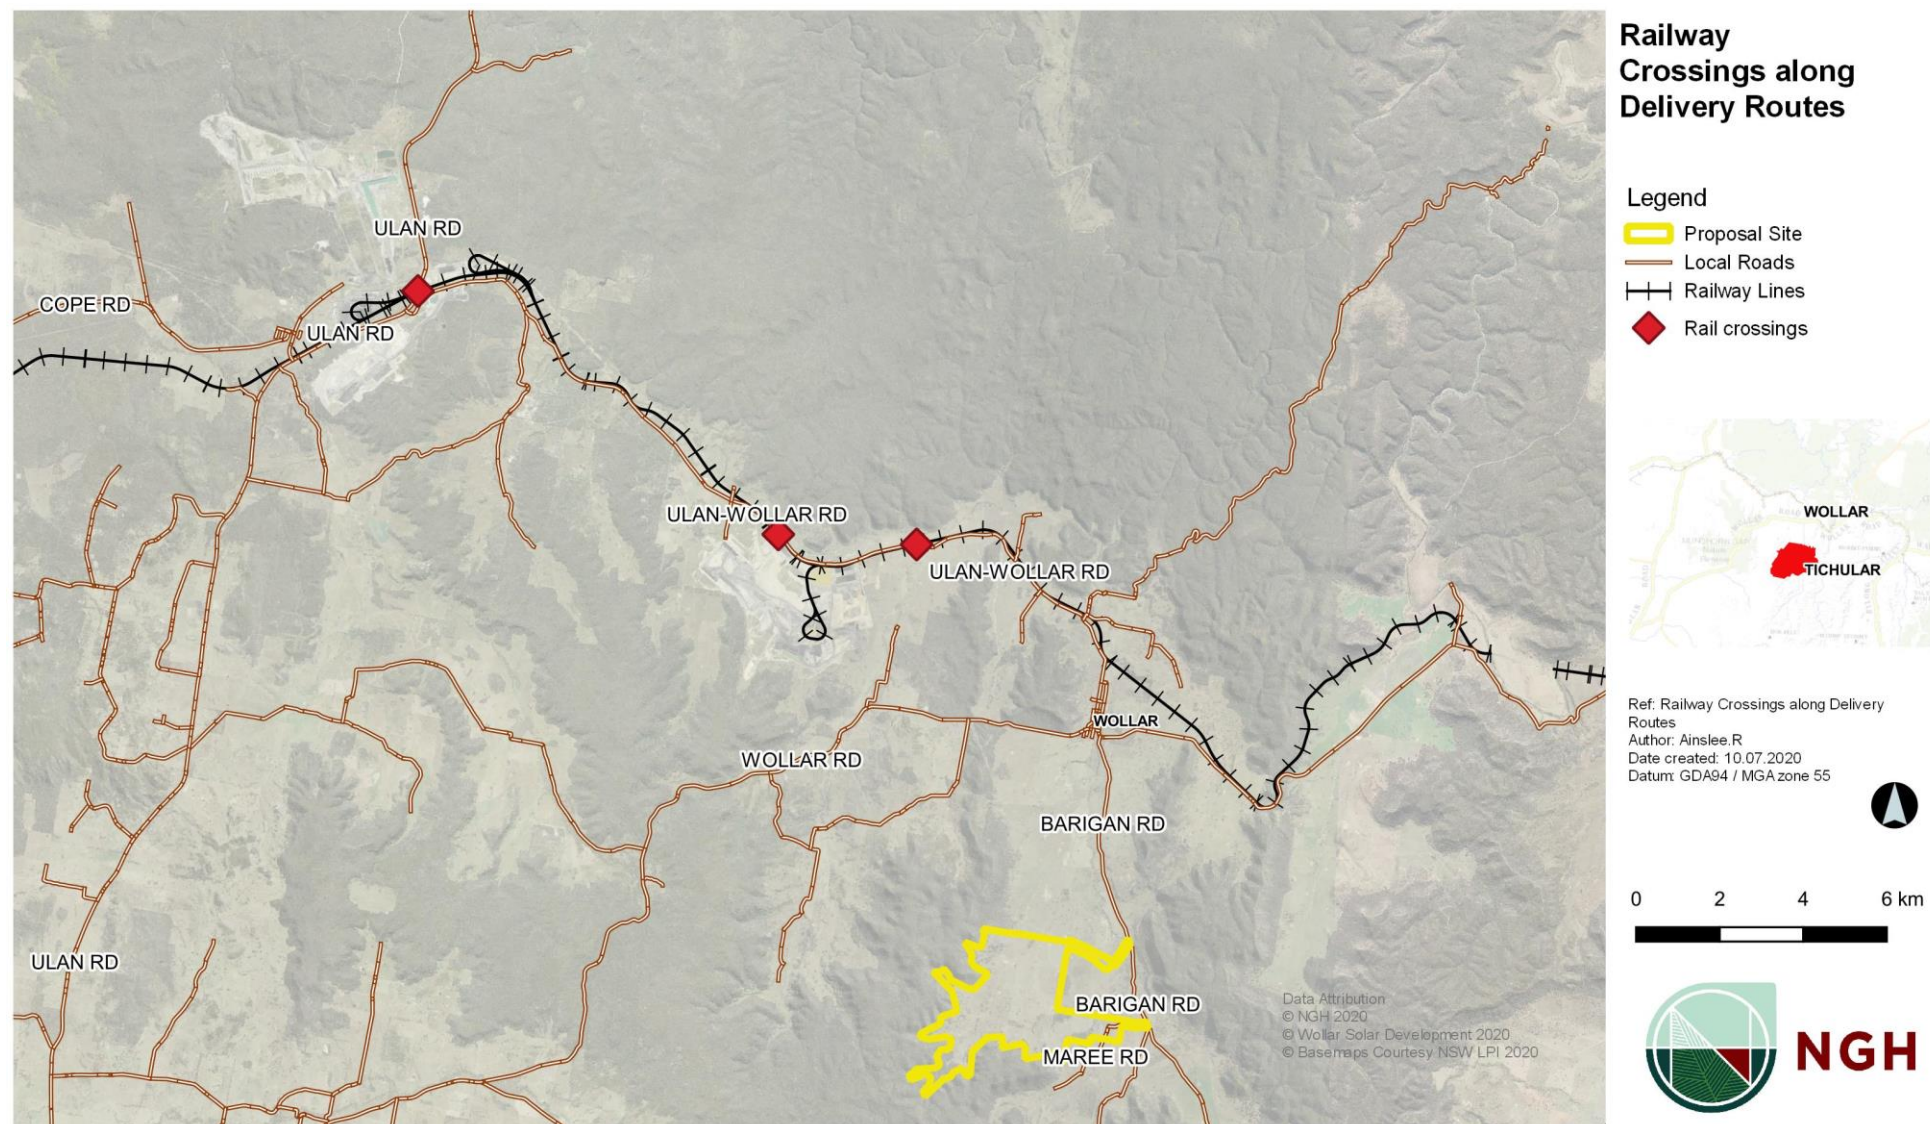 Railway
Crossings along
Delivery Routes
Legend
Proposal Site
Local Roads
Railway Lines
Rail crossings
ULAN RD
COPE RD
ULAN RD
ULAN-WOLLAR RD
ULAN-WOLLAR RD
WOLLAR
WOLLAR RD
BARIGAN RD
ULAN RD
BARIGAN RD
MAREE RD
Data Attribution
© NGH 2020
© Wollar Solar Development 2020
© Basemaps Courtesy NSW LPI 2020
WOLLAR
TICHULAR
Ref: Railway Crossings along Delivery
Routes
Author: Ainslee.R
Date created: 10.07.2020
Datum: GDA94 / MGA zone 55
0 2 4 6 km
NGH